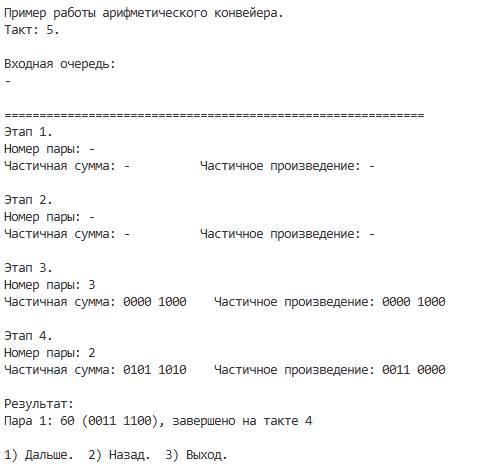 Пример работы арифметического конвейера.
Такт: 5.
Входная очередь:
-
============================================================
Этап 1.
Номер пары: -
Частичная сумма: -          Частичное произведение: -
Этап 2.
Номер пары: -
Частичная сумма: -          Частичное произведение: -
Этап 3.
Номер пары: 3
Частичная сумма: 0000 1000    Частичное произведение: 0000 1000
Этап 4.
Номер пары: 2
Частичная сумма: 0101 1010    Частичное произведение: 0011 0000
Результат:
Пара 1: 60 (0011 1100), завершено на такте 4
1) Дальше.  2) Назад.  3) Выход.